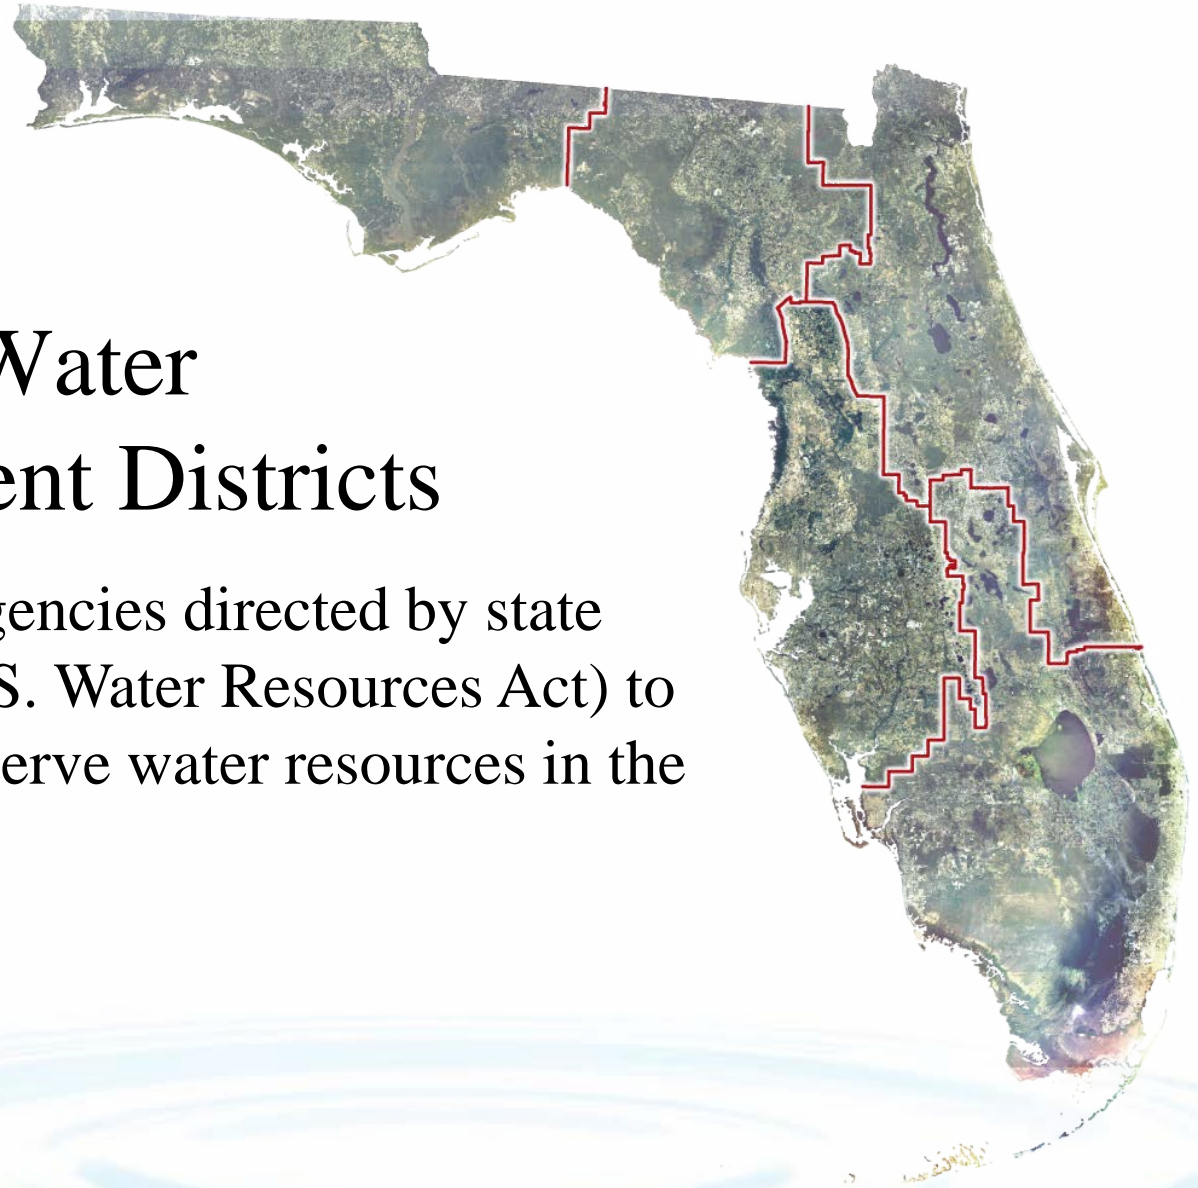 Water
ent Districts
gencies directed by state
S. Water Resources Act) to
erve water resources in the